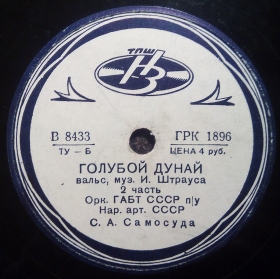 ТПШ
НЗ
В 8433 ГРК 1896
ТУ – Б ЦЕНА 4 руб.
ГОЛУБОЙ ДУНАЙ
вальс, муз. И. Штрауса
2 часть
Орк. ГАБТ СССР п/у
Нар. арт. СССР
С. А. Самосуда